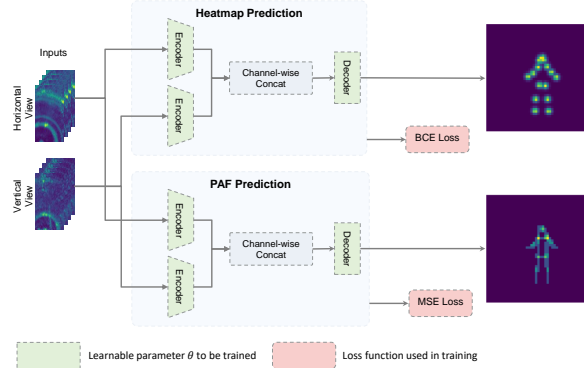 Heatmap Prediction
Inputs
Horizontal
View
Vertical
View
Encoder
Encoder
Channel-wise
Concat
Decoder
BCE Loss
PAF Prediction
Encoder
Encoder
Channel-wise
Concat
Decoder
MSE Loss
Learnable parameter θ to be trained
Loss function used in training